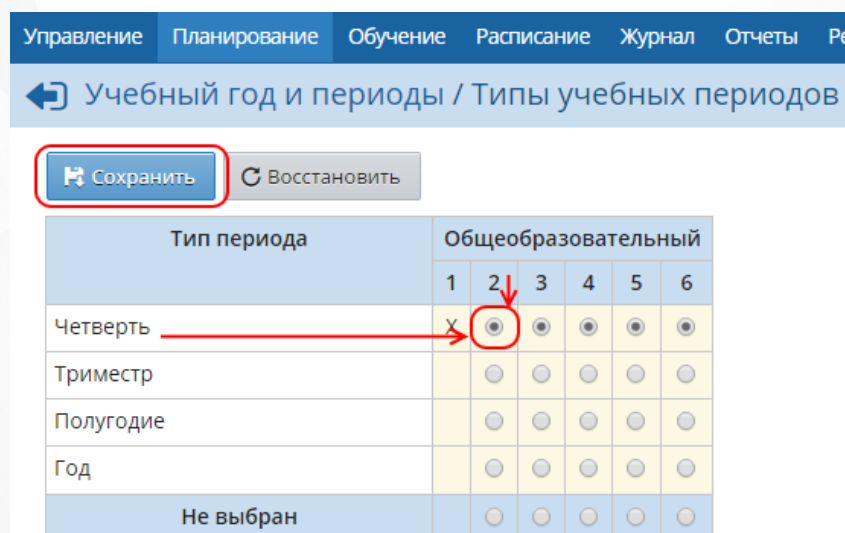 Управление Планирование Обучение Расписание Журнал Отчеты
Учебный год и периоды / Типы учебных периодов
Сохранить Восстановить
Тип периода Общеобразовательный
1 2 3 4 5 6
Четверть X
Триместр
Полугодие
Год
Не выбран